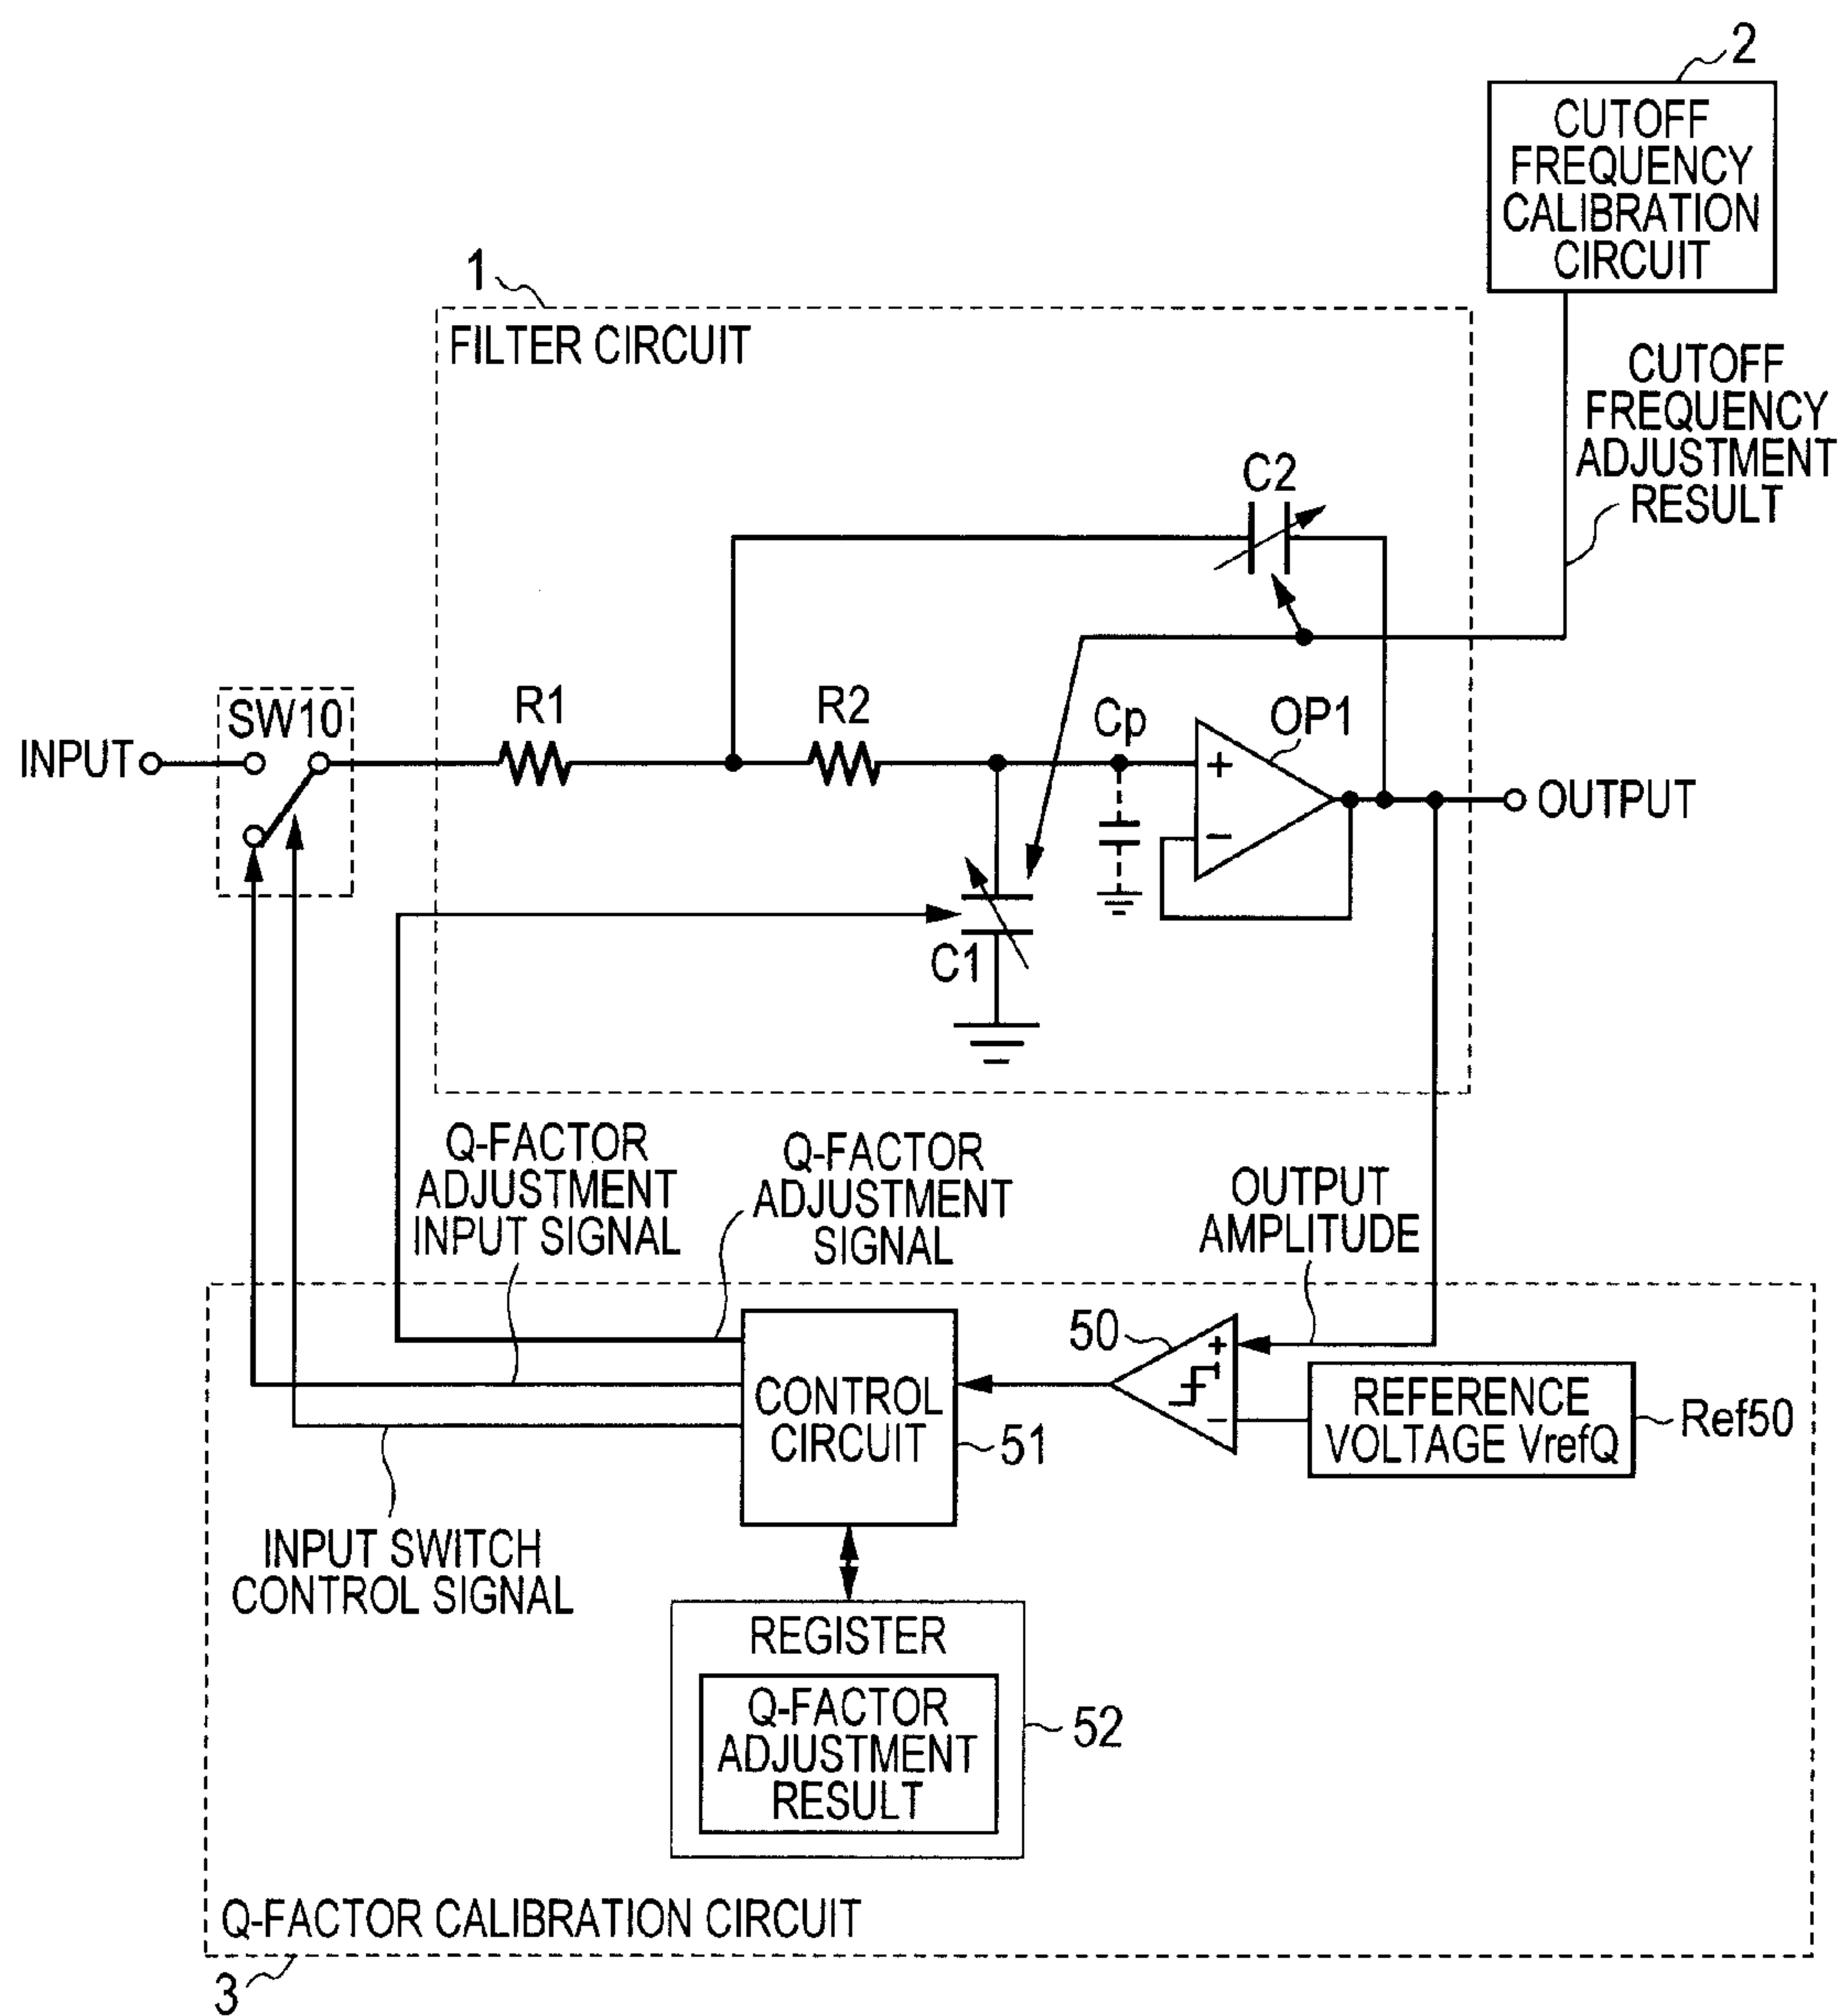 2
CUTOFF
FREQUENCY
CALIBRATION
CIRCUIT
1
FILTER CIRCUIT
CUTOFF
FREQUENCY
ADJUSTMENT
RESULT
C2
SW10
R1
R2
Cp
OP1
INPUT
+
−
OUTPUT
C1
Q-FACTOR
ADJUSTMENT
INPUT SIGNAL
Q-FACTOR
ADJUSTMENT
SIGNAL
OUTPUT
AMPLITUDE
50
+
−
CONTROL
CIRCUIT
51
REFERENCE
VOLTAGE VrefQ
Ref50
INPUT SWITCH
CONTROL SIGNAL
REGISTER
Q-FACTOR
ADJUSTMENT
RESULT
52
Q-FACTOR CALIBRATION CIRCUIT
3